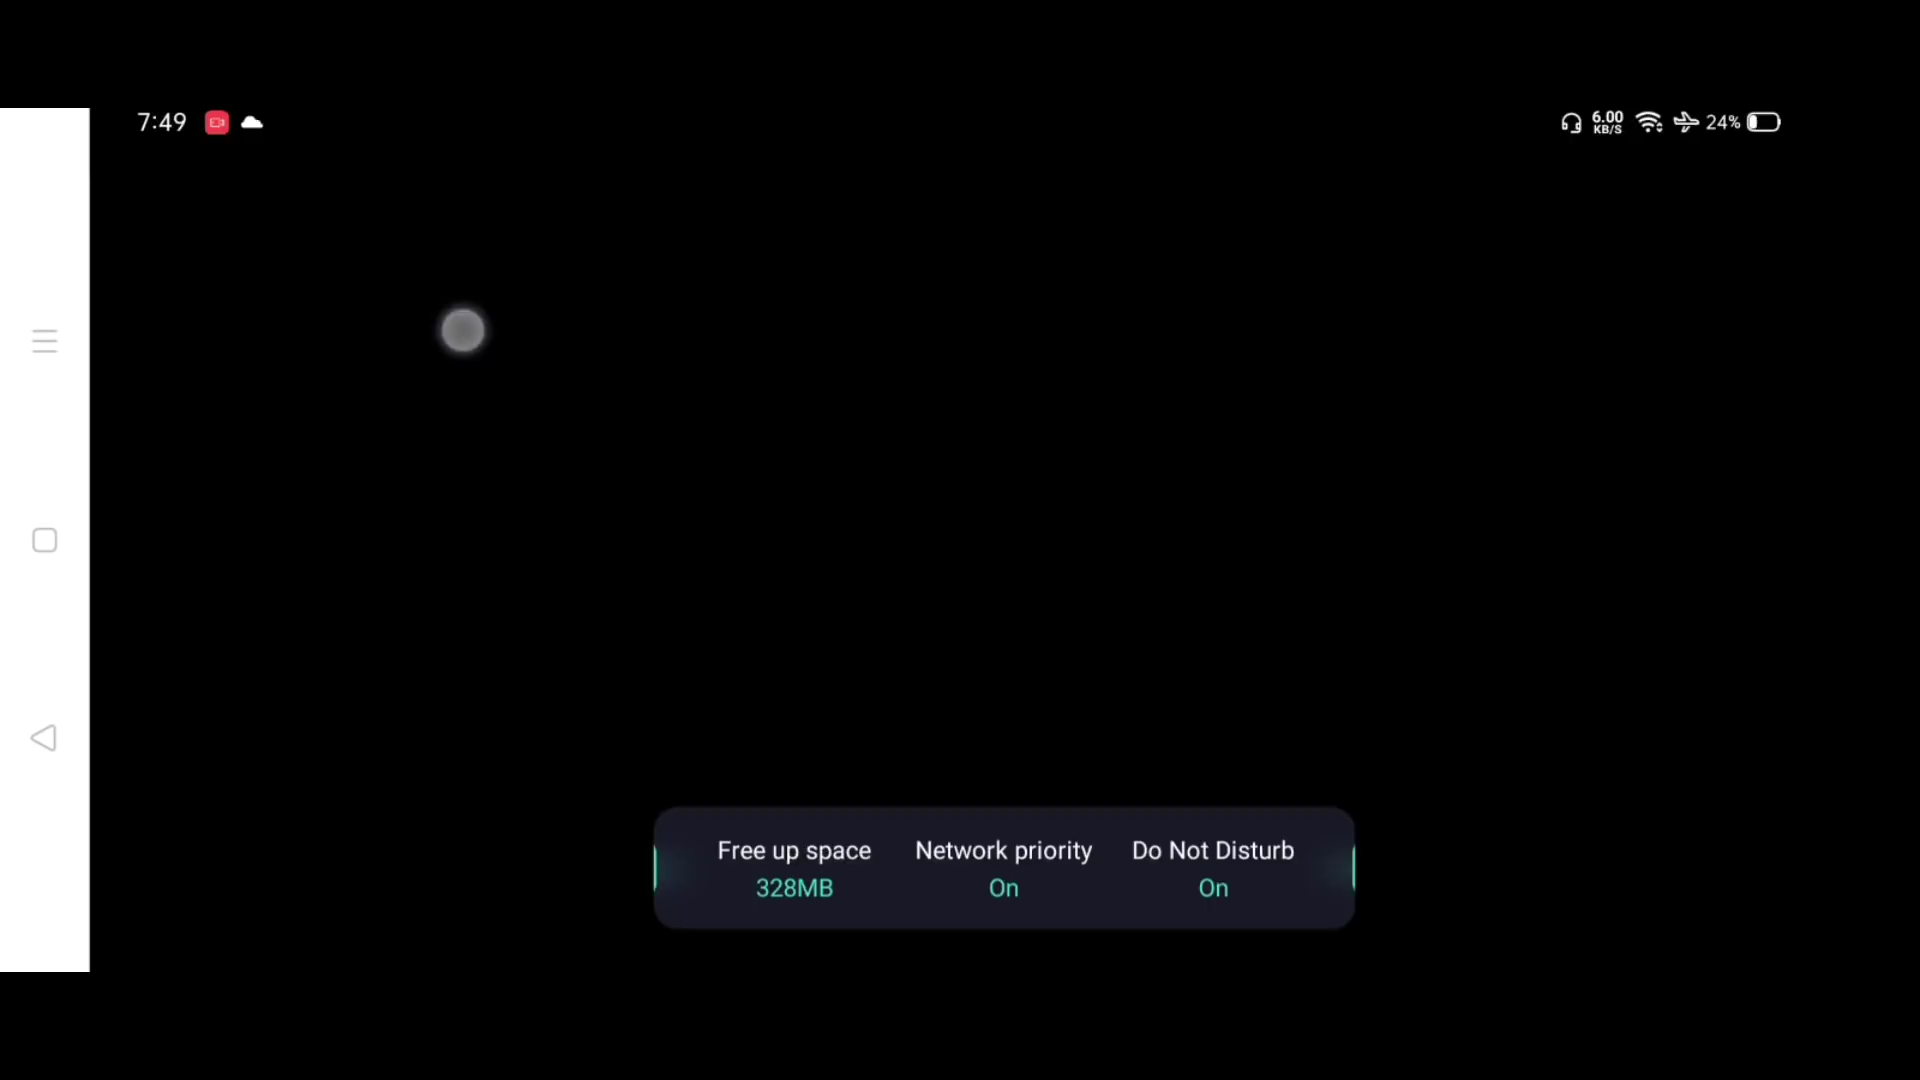 7:49
6.00
KB/S
24%
Free up space
Network priority
Do Not Disturb
328MB
On
On